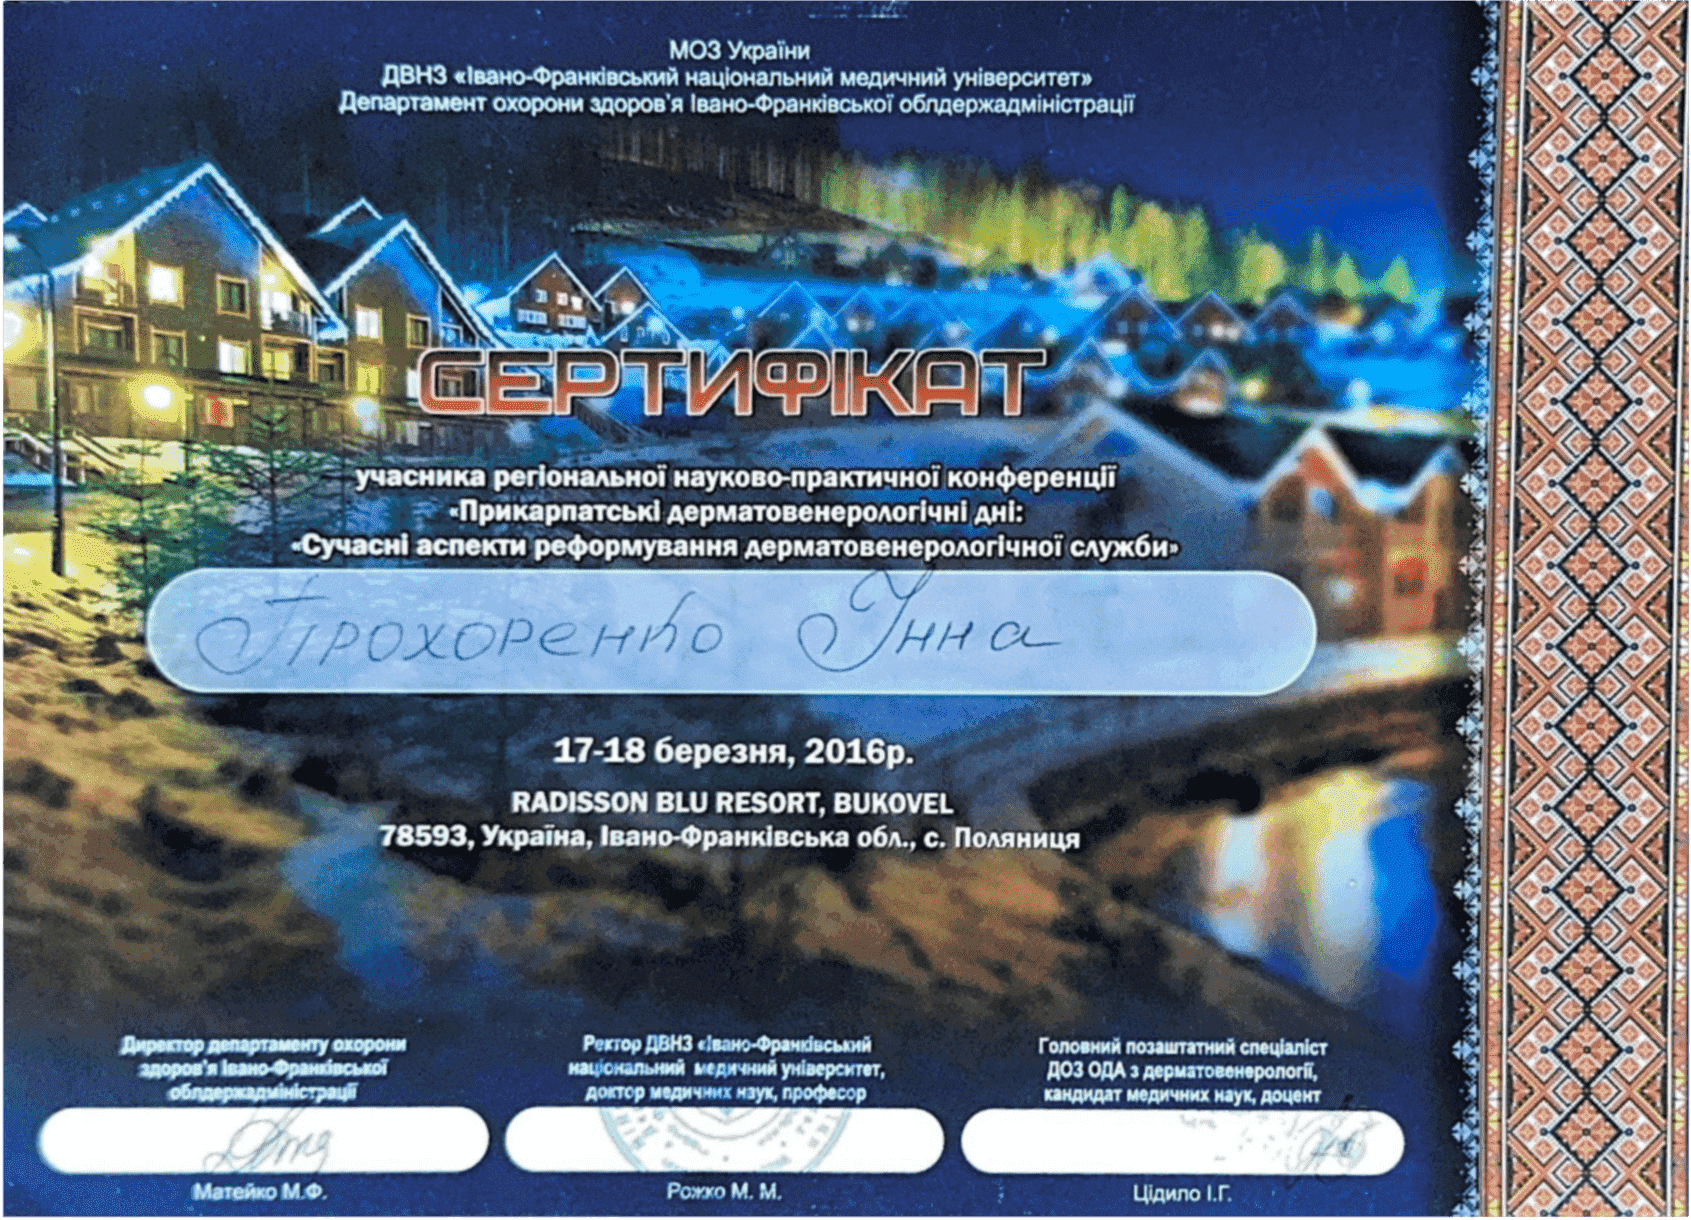 МОЗ України
ДВНЗ «Івано-Франківський національний медичний університет»
Департамент охорони здоров'я Івано-Франківської облдержадміністрації
СЕРТИФІКАТ
учасника регіональної науково-практичної конференції
«Прикарпатські дерматовенерологічні дні:
«Сучасні аспекти реформування дерматовенерологічної служби»
Прохоренко Інна
17-18 березня, 2016р.
RADISSON BLU RESORT, BUKOVEL
78593, Україна, Івано-Франківська обл., с. Поляниця
Директор департаменту охорони
здоров'я Івано-Франківської
облдержадміністрації
Матейко М.Ф.
Ректор ДВНЗ «Івано-Франківський
національний медичний університет,
доктор медичних наук, професор
Рожко М. М.
Головний позаштатний спеціаліст
ДОЗ ОДА з дерматовенерології,
кандидат медичних наук, доцент
Цідило І.Г.